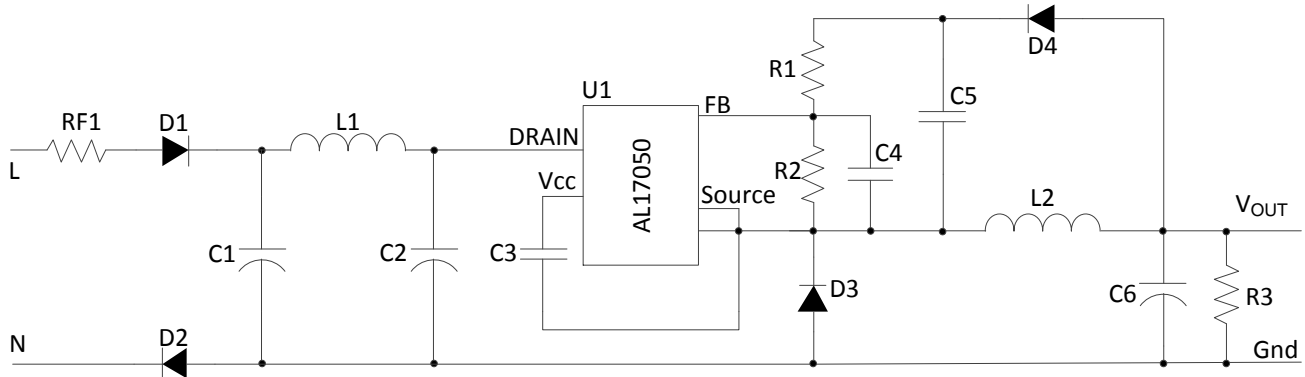 D4
R1
C5
U1
FB
RF1
D1
L1
DRAIN
C4
R2
L
Vcc
AL17050
Source
L2
VOUT
C1
C2
C3
D3
C6
R3
N
D2
Gnd